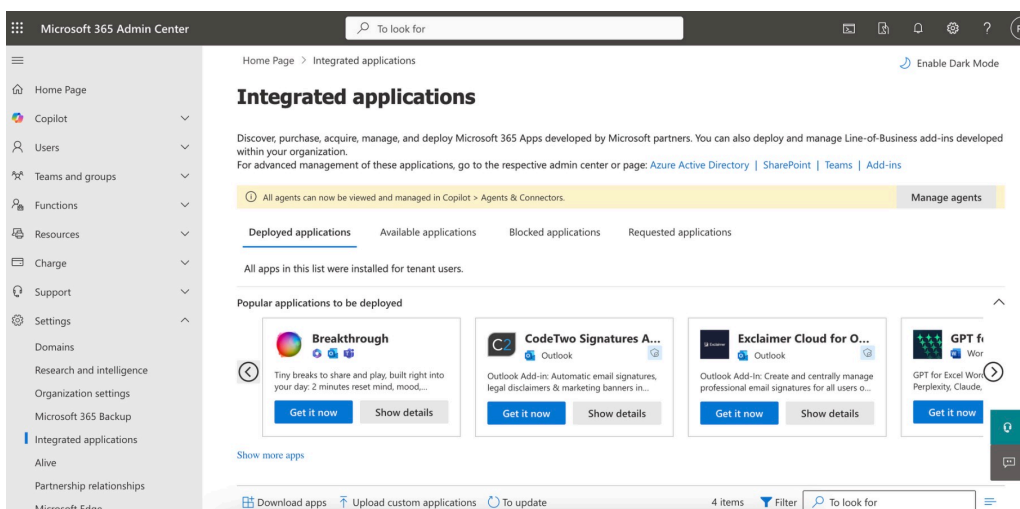 Microsoft 365 Admin Center
To look for
Home Page
Copilot
Users
Teams and groups
Functions
Resources
Charge
Support
Settings
Domains
Research and intelligence
Organization settings
Microsoft 365 Backup
Integrated applications
Alive
Partnership relationships
Microsoft Edge
Home Page > Integrated applications
Enable Dark Mode
Integrated applications
Discover, purchase, acquire, manage, and deploy Microsoft 365 Apps developed by Microsoft partners. You can also deploy and manage Line-of-Business add-ins developed
within your organization.
For advanced management of these applications, go to the respective admin center or page: Azure Active Directory | SharePoint | Teams | Add-ins
All agents can now be viewed and managed in Copilot > Agents & Connectors.
Manage agents
Deployed applications Available applications Blocked applications Requested applications
All apps in this list were installed for tenant users.
Popular applications to be deployed
Breakthrough
Tiny breaks to share and play, built right into
your day: 2 minutes reset mind, mood,...
Get it now Show details
C2
CodeTwo Signatures A...
Outlook
Outlook Add-in: Automatic email signatures,
legal disclaimers & marketing banners in...
Get it now Show details
Exclaimer Cloud for O...
Outlook
Outlook Add-In: Create and centrally manage
professional email signatures for all users o...
Get it now Show details
GPT f
Wor
GPT for Excel Word
Perplexity, Claude,
Get it now
Show more apps
Download apps Upload custom applications To update 4 items Filter To look for